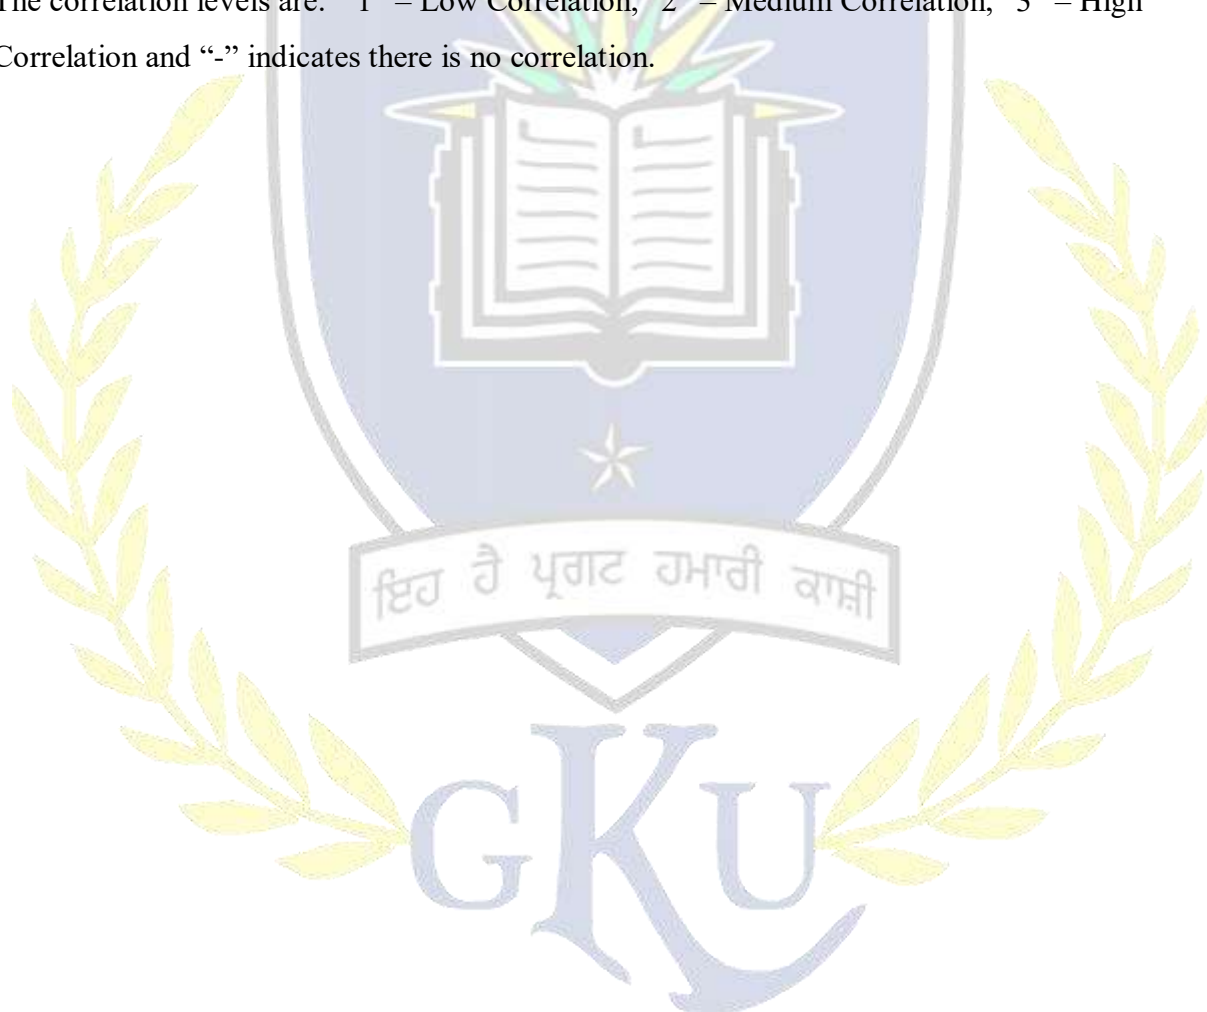 The correlation levels are: “1” – Low Correlation, “2” – Medium Correlation, “3” – High
Correlation and “-” indicates there is no correlation.
ਇਹ ਹੈ ਪ੍ਰਗਟ ਹਮਾਰੀ ਕਾਸ਼ੀ
GKU